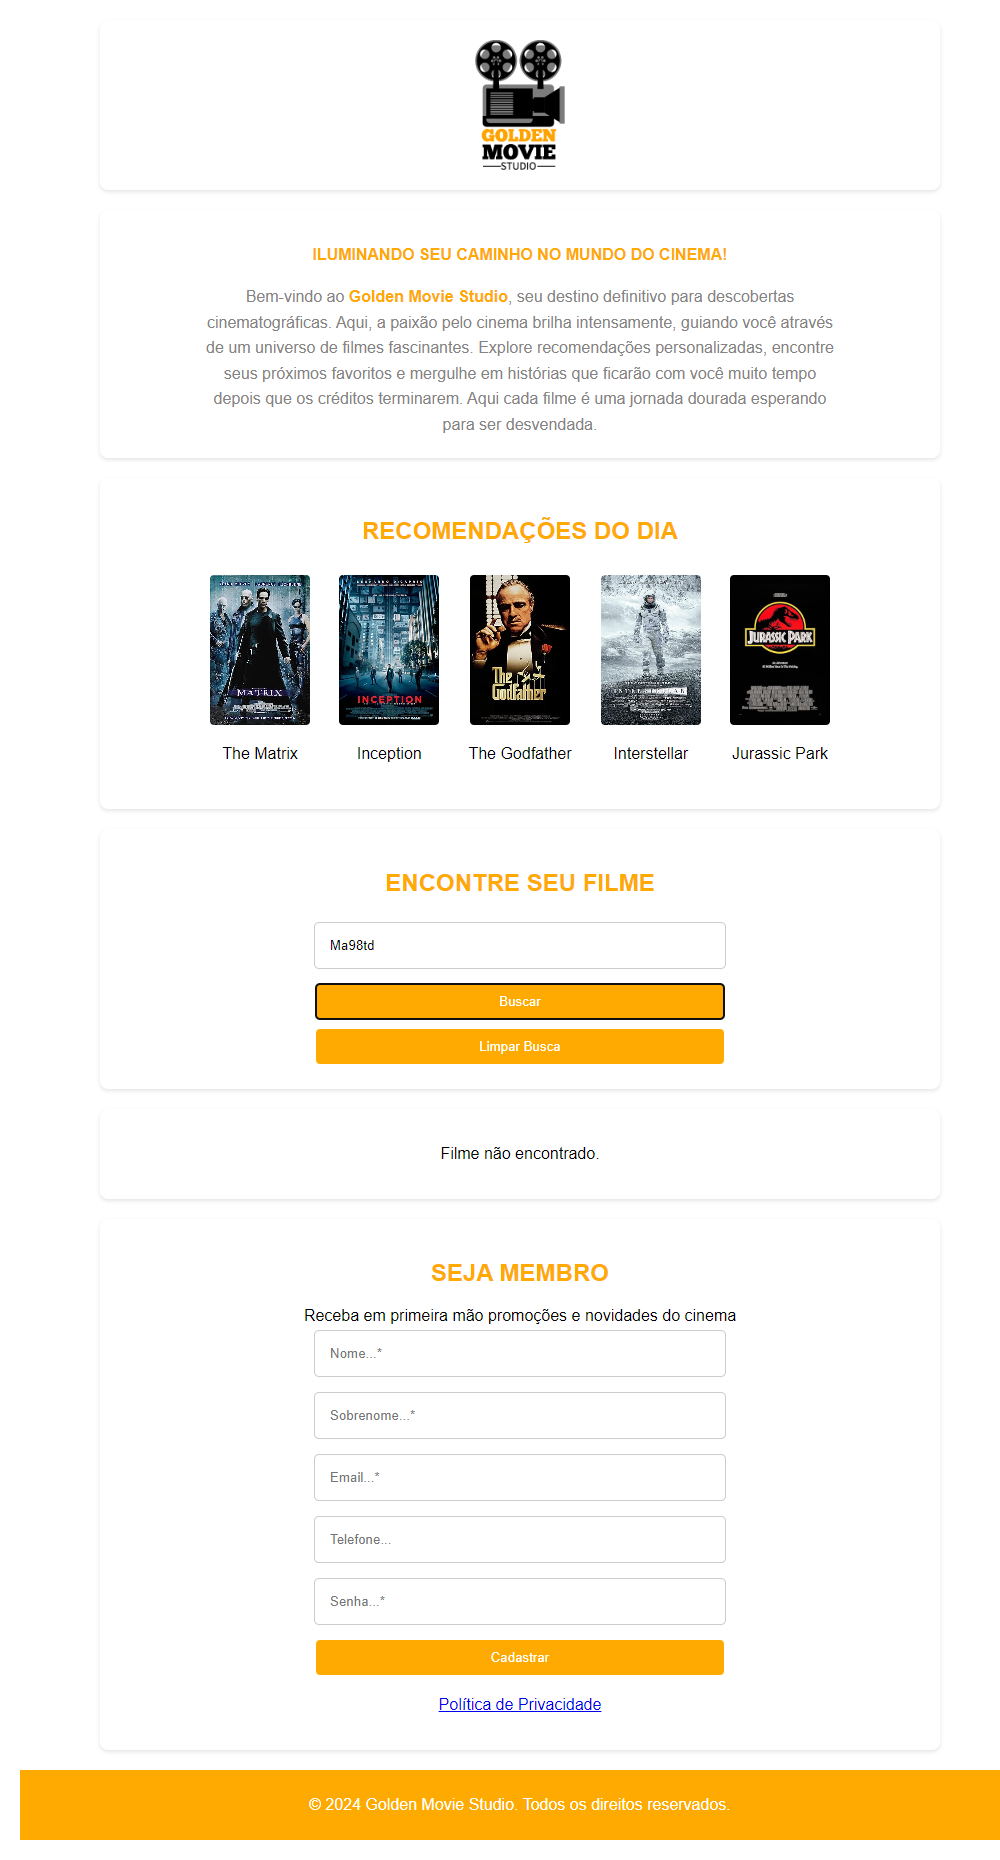 GOLDEN
MOVIE
STUDIO
ILUMINANDO SEU CAMINHO NO MUNDO DO CINEMA!
Bem-vindo ao Golden Movie Studio, seu destino definitivo para descobertas
cinematográficas. Aqui, a paixão pelo cinema brilha intensamente, guiando você através
de um universo de filmes fascinantes. Explore recomendações personalizadas, encontre
seus próximos favoritos e mergulhe em histórias que ficarão com você muito tempo
depois que os créditos terminarem. Aqui cada filme é uma jornada dourada esperando
para ser desvendada.
RECOMENDAÇÕES DO DIA
MATRIX
INCEPTION
The
Godfather
JURASSIC PARK
The Matrix
Inception
The Godfather
Interstellar
Jurassic Park
ENCONTRE SEU FILME
Ma98td
Buscar
Limpar Busca
Filme não encontrado.
SEJA MEMBRO
Receba em primeira mão promoções e novidades do cinema
Nome...*
Sobrenome...*
Email...*
Telefone...
Senha...*
Cadastrar
Política de Privacidade
© 2024 Golden Movie Studio. Todos os direitos reservados.